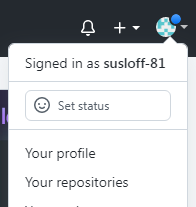 Signed in as susloff-81
Set status
Your profile
Your repositories